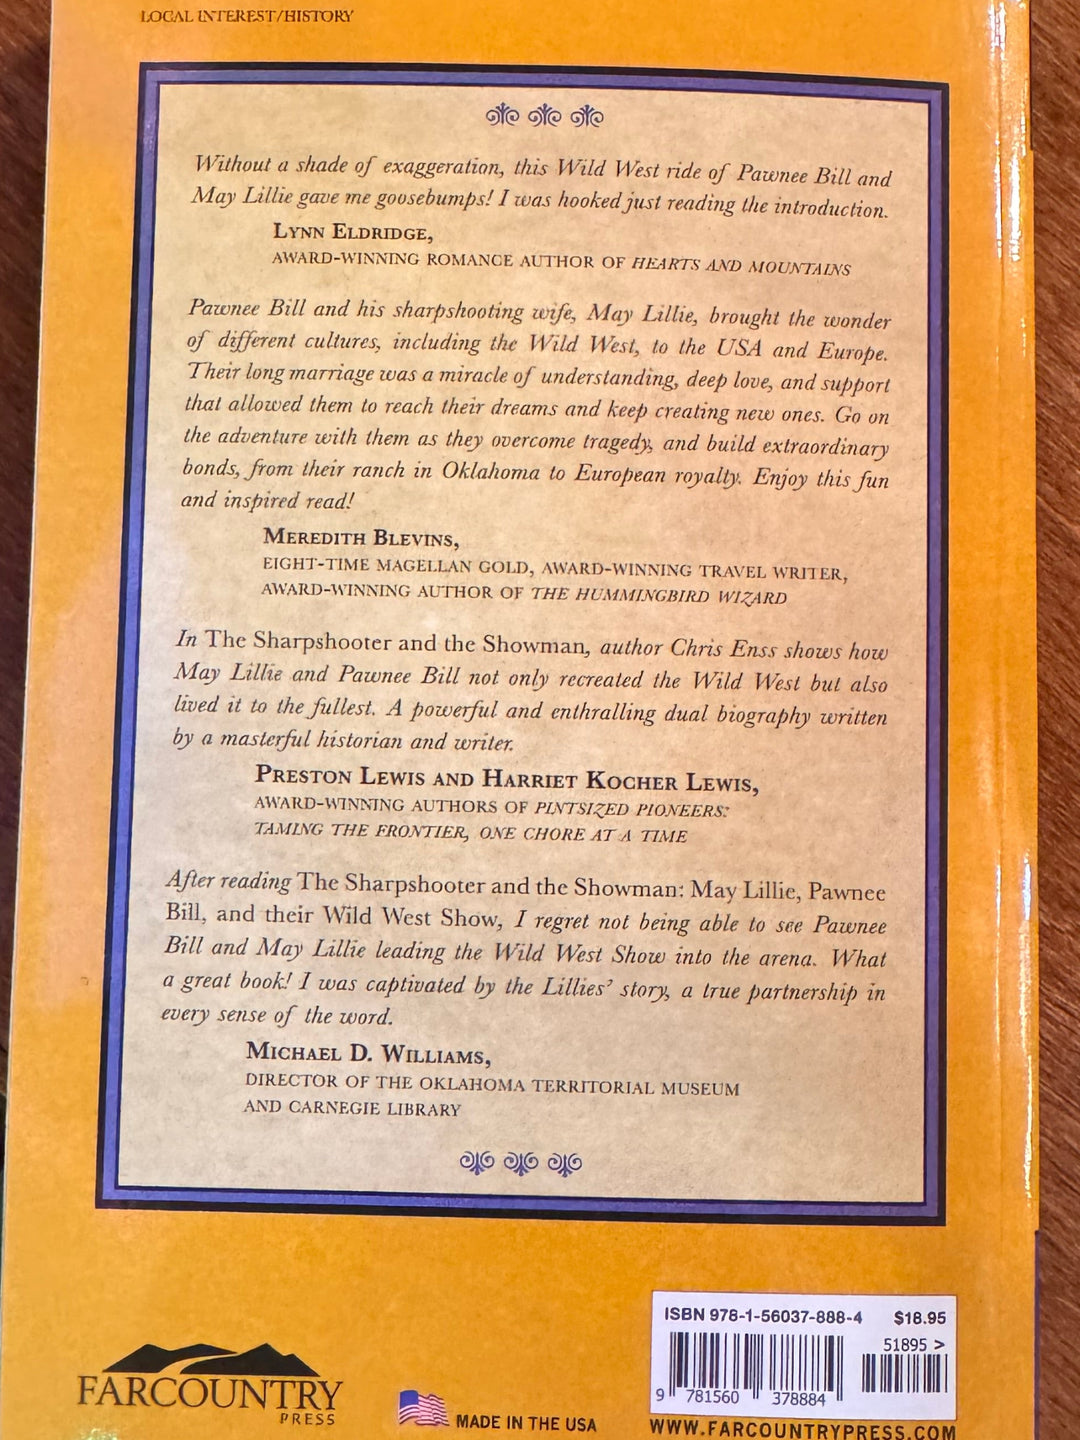 LOCAL INTEREST/HISTORY
Without a shade of exaggeration, this Wild West ride of Pawnee Bill and
May Lillie gave me goosebumps! I was hooked just reading the introduction.
LYNN ELDRIDGE,
AWARD-WINNING ROMANCE AUTHOR OF HEARTS AND MOUNTAINS
Pawnee Bill and his sharpshooting wife, May Lillie, brought the wonder
of different cultures, including the Wild West, to the USA and Europe.
Their long marriage was a miracle of understanding, deep love, and support
that allowed them to reach their dreams and keep creating new ones. Go on
the adventure with them as they overcome tragedy, and build extraordinary
bonds, from their ranch in Oklahoma to European royalty. Enjoy this fun
and inspired read!
MEREDITH BLEVINS,
EIGHT-TIME MAGELLAN GOLD, AWARD-WINNING TRAVEL WRITER,
AWARD-WINNING AUTHOR OF THE HUMMINGBIRD WIZARD
In The Sharpshooter and the Showman, author Chris Enss shows how
May Lillie and Pawnee Bill not only recreated the Wild West but also
lived it to the fullest. A powerful and enthralling dual biography written
by a masterful historian and writer.
PRESTON LEWIS AND HARRIET KOCHER LEWIS,
AWARD-WINNING AUTHORS OF PINTSIZED PIONEERS:
TAMING THE FRONTIER, ONE CHORE AT A TIME
After reading The Sharpshooter and the Showman: May Lillie, Pawnee
Bill, and their Wild West Show, I regret not being able to see Pawnee
Bill and May Lillie leading the Wild West Show into the arena. What
a great book! I was captivated by the Lillies' story, a true partnership in
every sense of the word.
MICHAEL D. WILLIAMS,
DIRECTOR OF THE OKLAHOMA TERRITORIAL MUSEUM
AND CARNEGIE LIBRARY
ISBN 978-1-56037-888-4 $18.95
51895 >
9 781560 378884
FARCOUNTRY
PRESS
MADE IN THE USA
WWW.FARCOUNTRYPRESS.COM